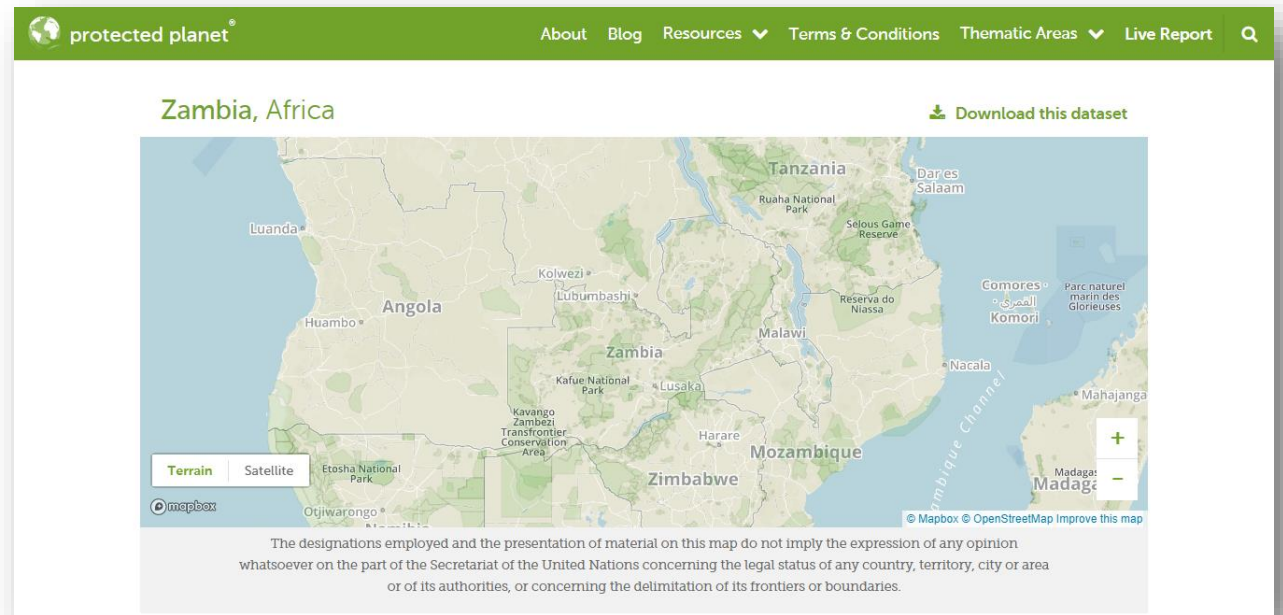 protected planet®
About Blog Resources Terms & Conditions Thematic Areas Live Report
Zambia, Africa
Download this dataset
Tanzania
Dar es
Salaam
Ruaha National
Park
Selous Game
Reserve
Luanda
Kolwezi
Lubumbashi
Angola
Huambo
Comores
القمري
Komori
Parc naturel
marin des
Glorieuses
Reserva do
Niassa
Malawi
Zambia
Kafue National
Park
Lusaka
Nacala
Mahajanga
Kavango
Zambezi
Transfrontier
Conservation
Area
Harare
Mozambique
+
Terrain Satellite
Etosha National
Park
Zimbabwe
−
mapbox
Otjiwarongo
© Mapbox © OpenStreetMap Improve this map
The designations employed and the presentation of material on this map do not imply the expression of any opinion
whatsoever on the part of the Secretariat of the United Nations concerning the legal status of any country, territory, city or area
or of its authorities, or concerning the delimitation of its frontiers or boundaries.